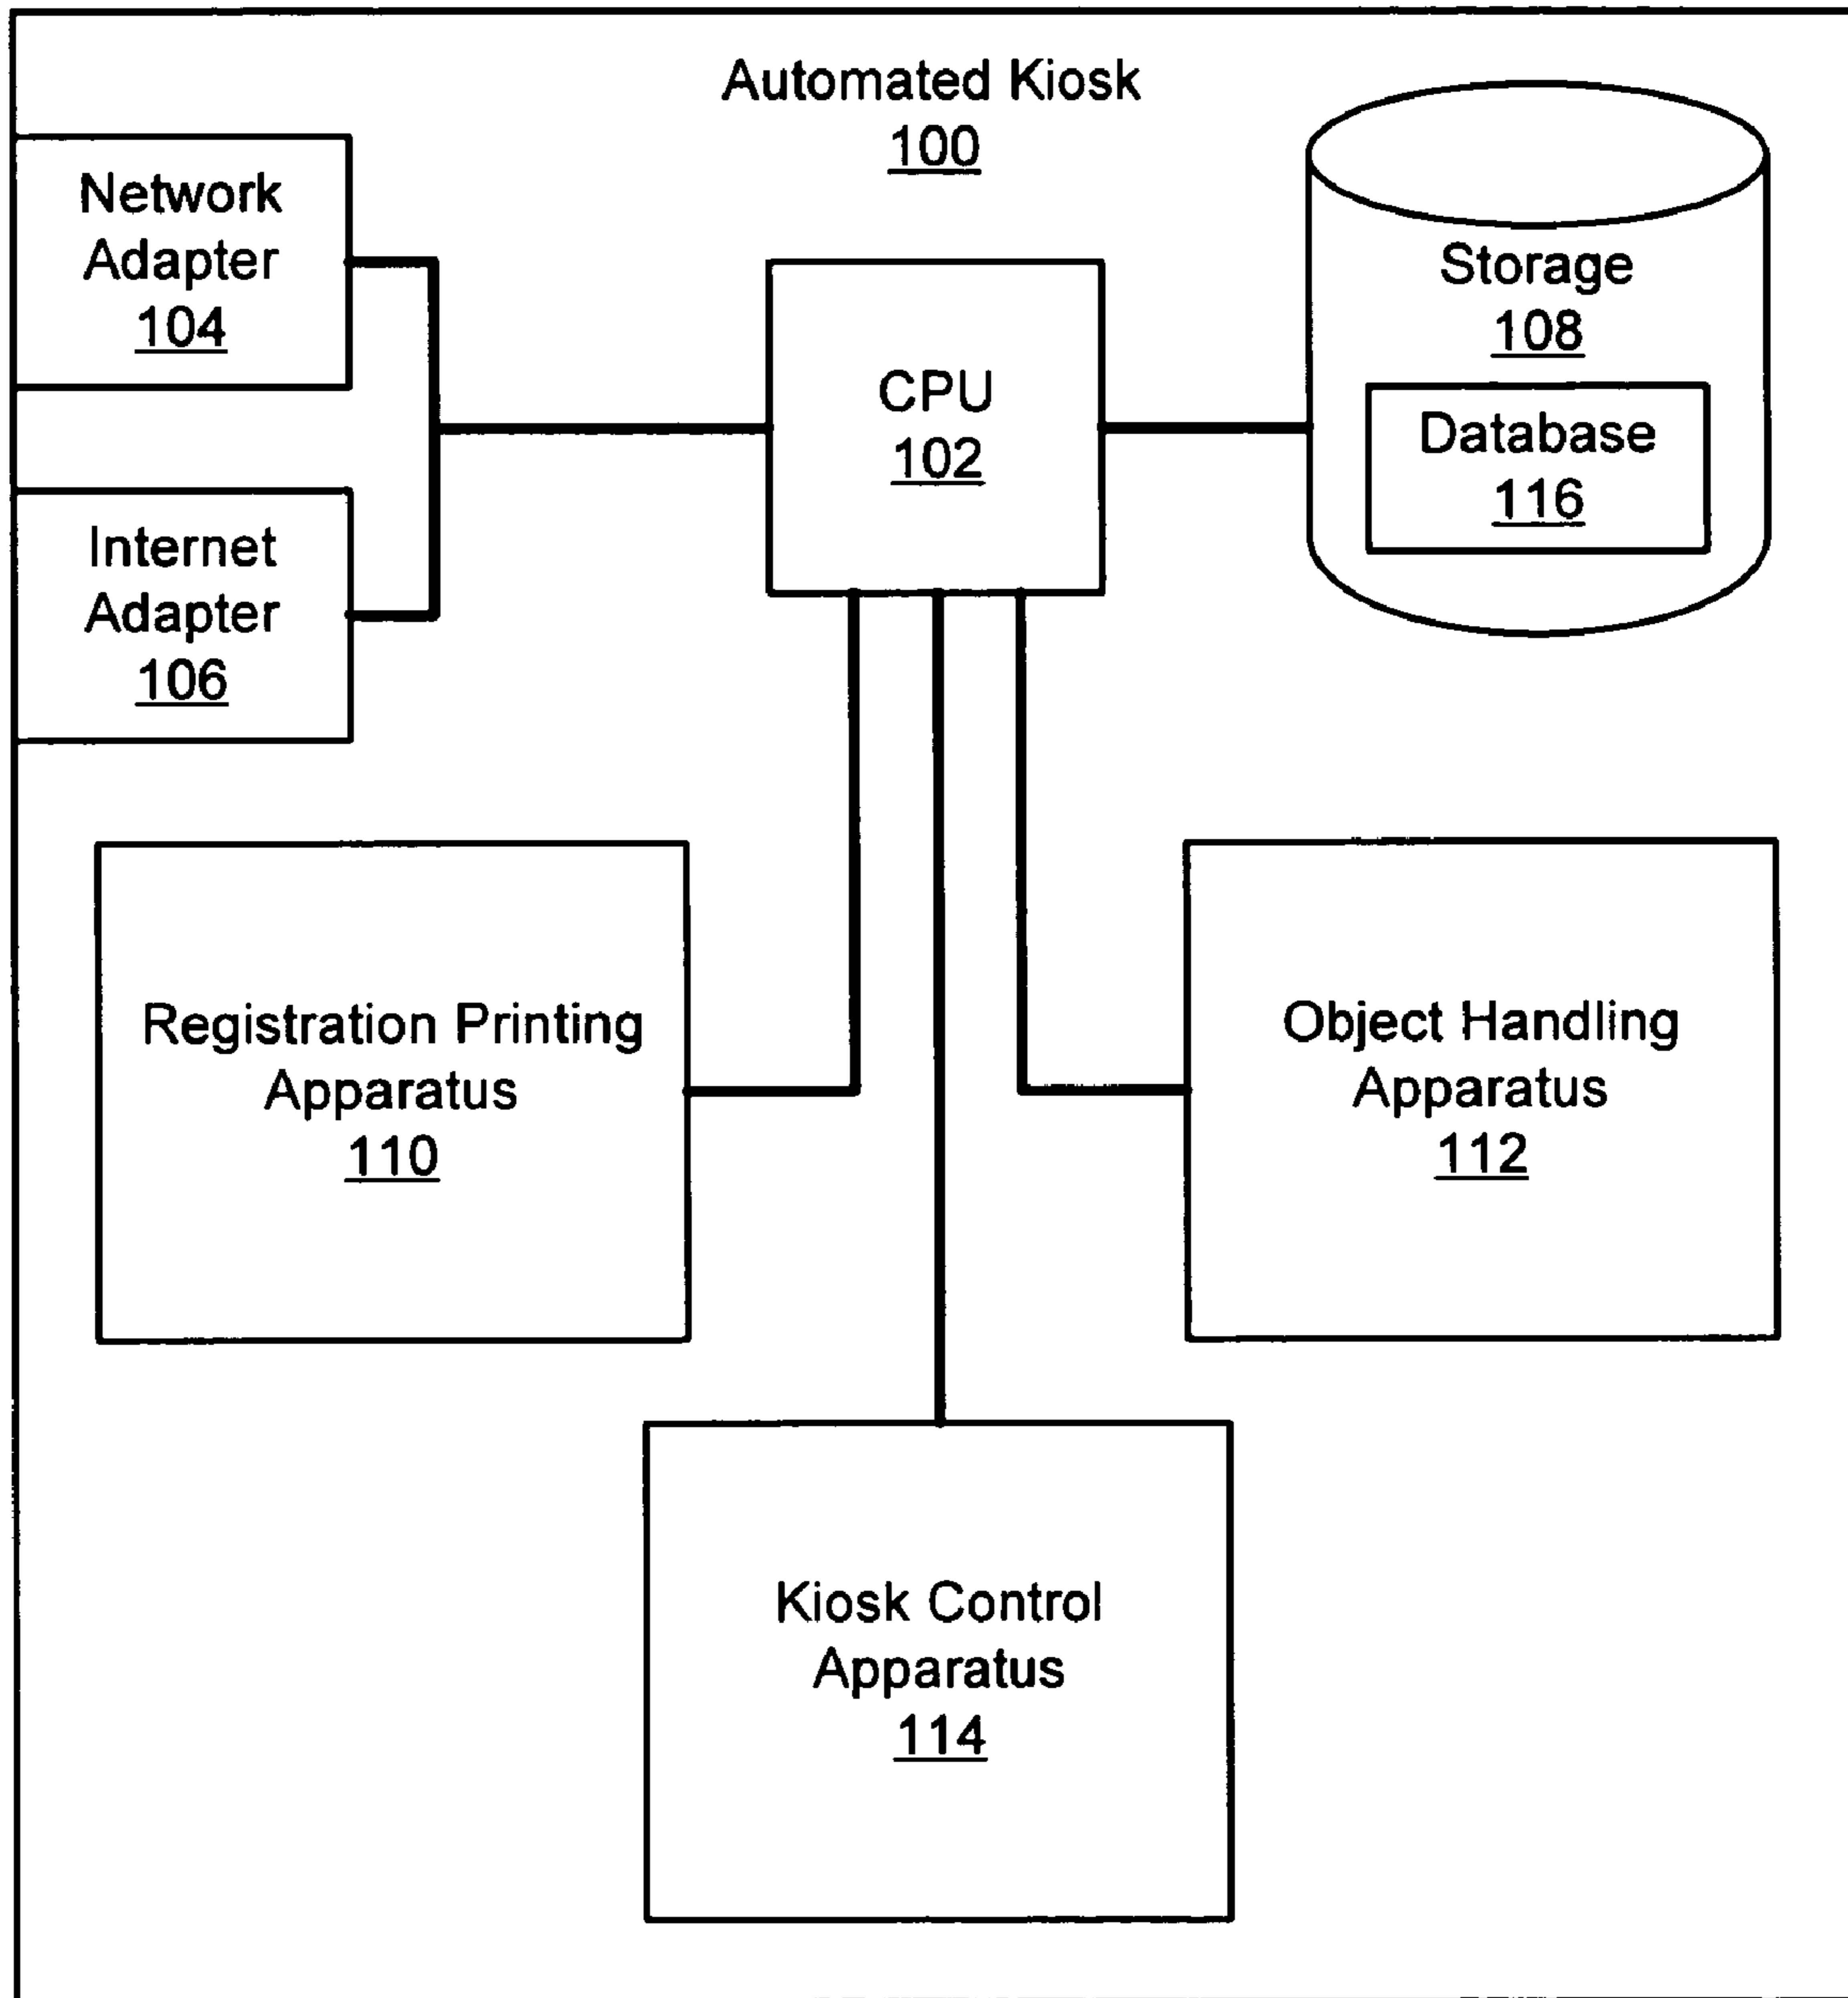 Automated Kiosk
100
Network
Adapter
104
CPU
102
Storage
108
Database
116
Internet
Adapter
106
Registration Printing
Apparatus
110
Object Handling
Apparatus
112
Kiosk Control
Apparatus
114